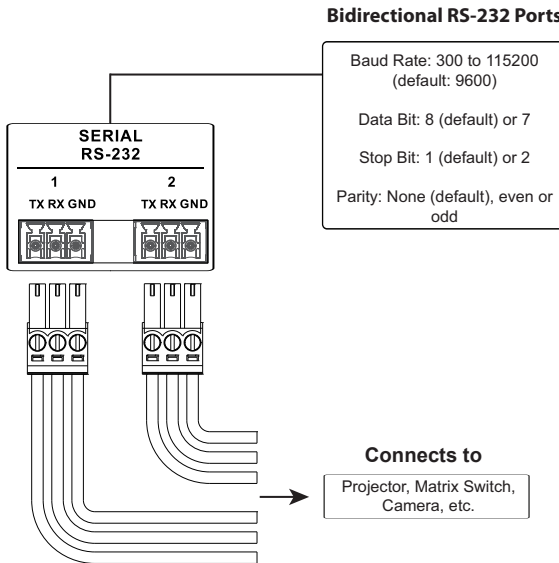 Bidirectional RS-232 Ports
Baud Rate: 300 to 115200
(default: 9600)
Data Bit: 8 (default) or 7
Stop Bit: 1 (default) or 2
Parity: None (default), even or
odd
SERIAL
RS-232
1 2
TX RX GND TX RX GND
Connects to
Projector, Matrix Switch,
Camera, etc.